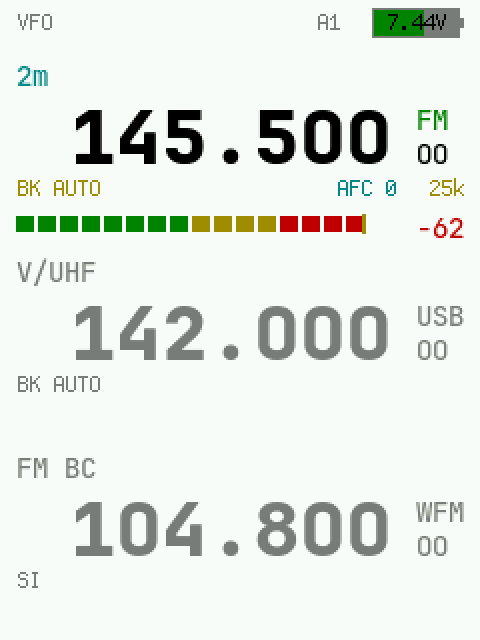 VFO A1 7.44V
2m
145.500 FM
00
BK AUTO AFC 0 25k
-62
V/UHF
142.000 USB
00
BK AUTO
FM BC
104.800 WFM
00
SI